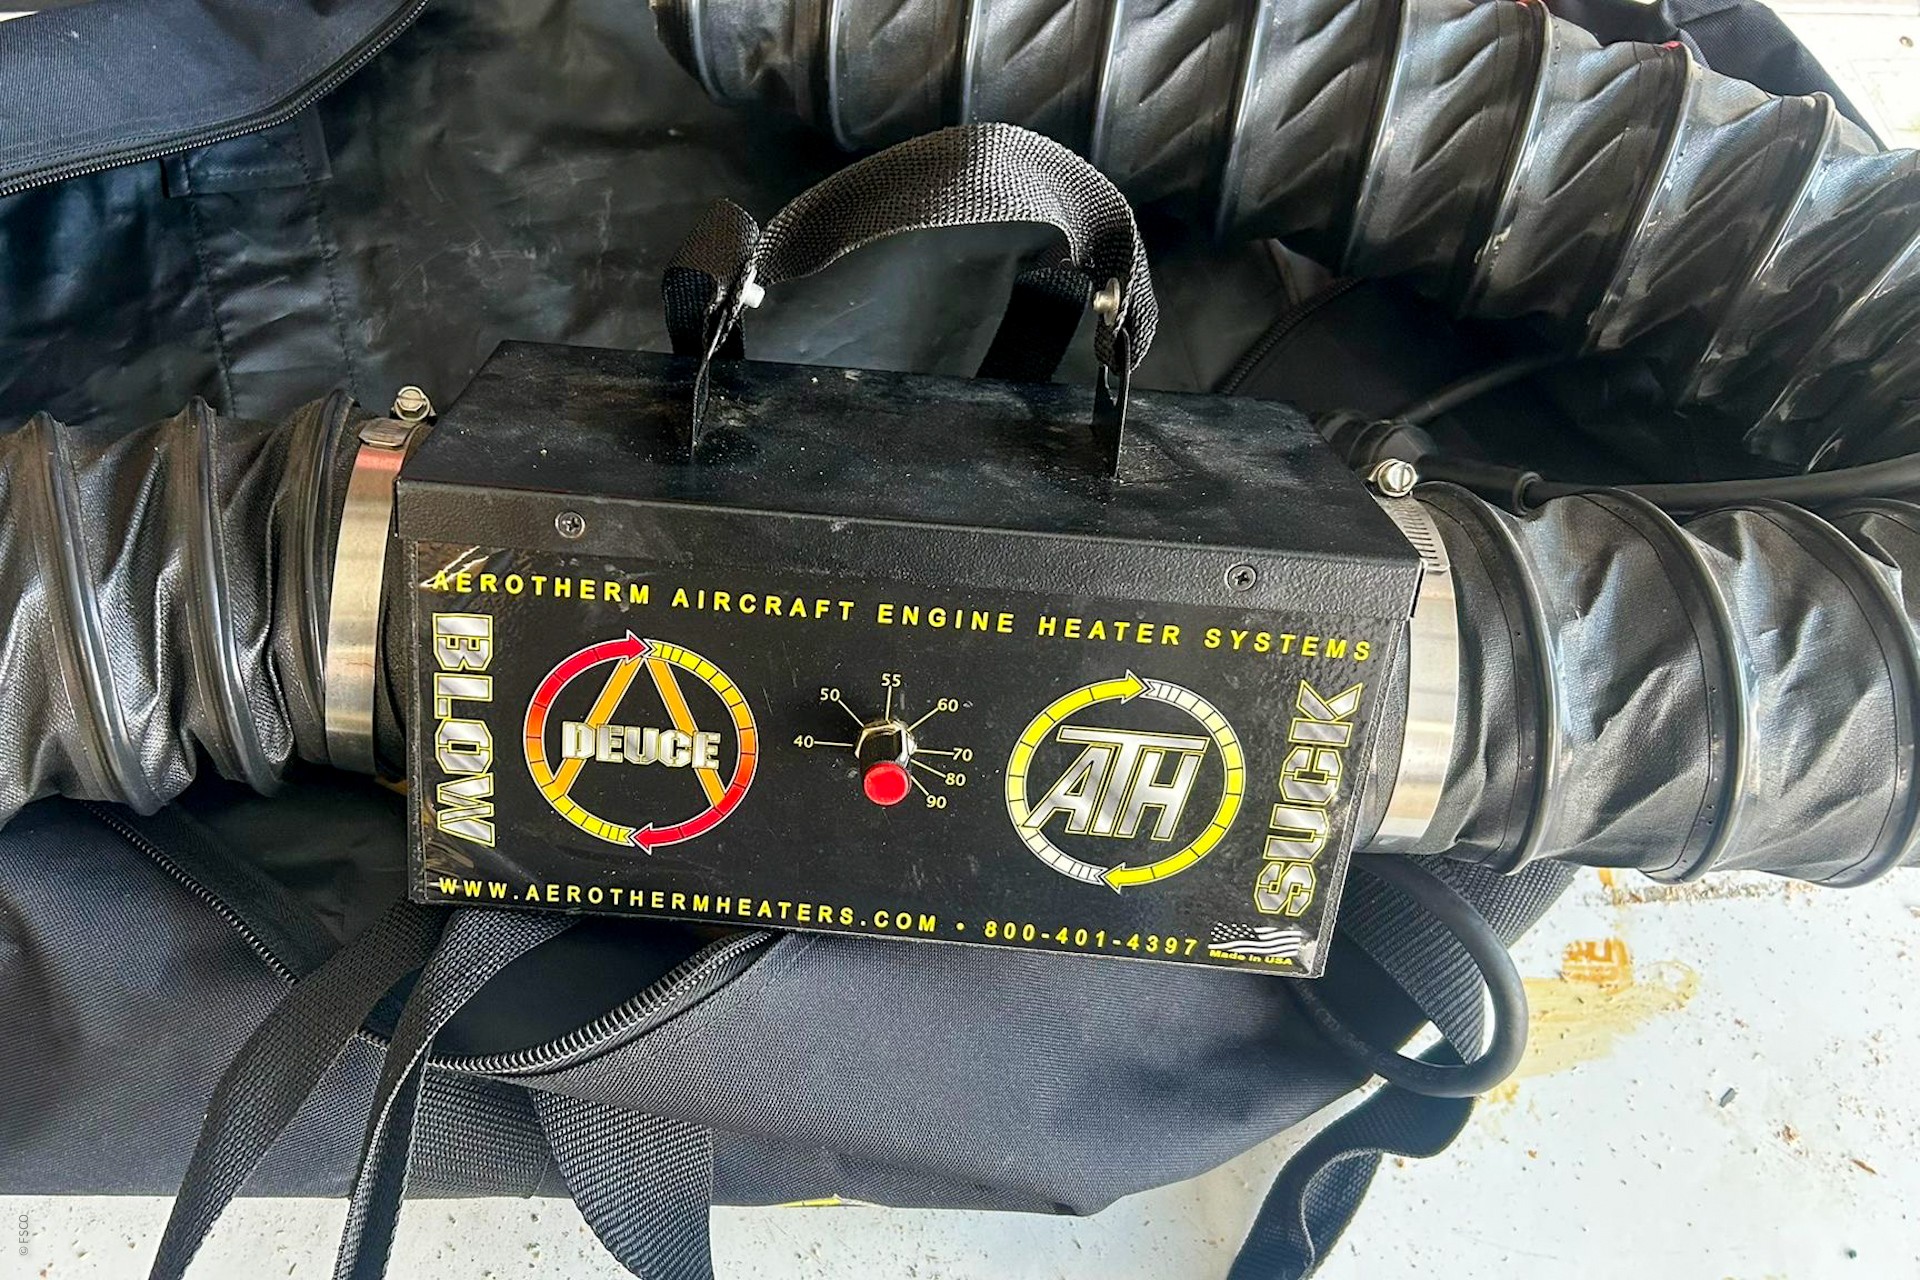 AEROTHERM AIRCRAFT ENGINE HEATER SYSTEMS
BLOW
DEUCE
40
50
55
60
70
80
90
ATH
SUCK
WWW.AEROTHERMHEATERS.COM • 800-401-4397
Made in USA
© FSCO